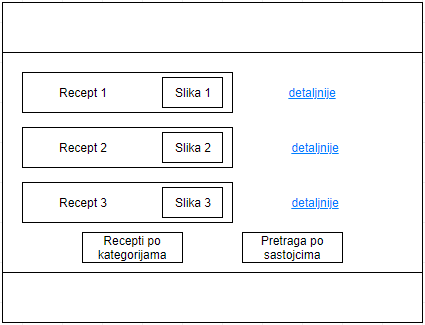 Recept 1 Slika 1 detaljnije
Recept 2 Slika 2 detaljnije
Recept 3 Slika 3 detaljnije
Recepti po
kategorijama
Pretraga po
sastojcima